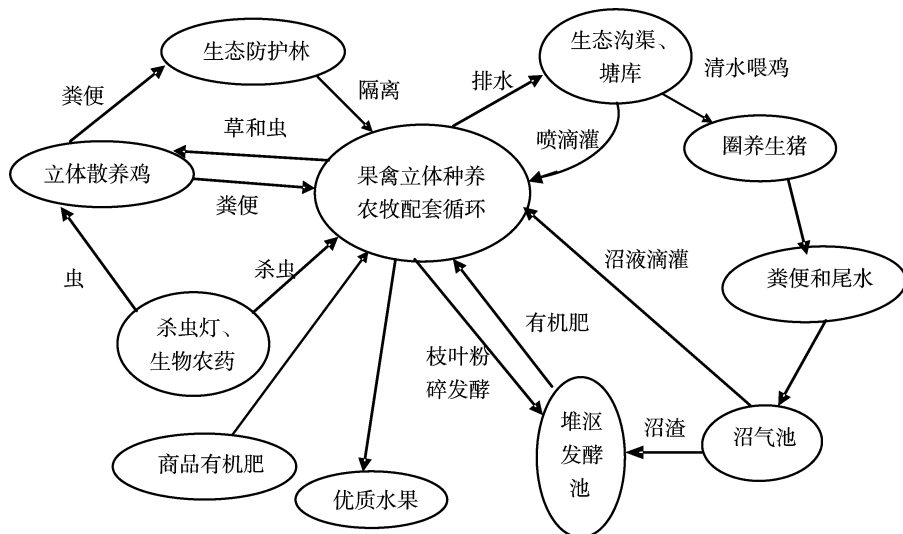 生态防护林
生态沟渠、
塘库
清水喂鸡
粪便
隔离
排水
草和虫
喷滴灌
圈养生猪
立体散养鸡
果禽立体种养
农牧配套循环
粪便
沼液滴灌
虫
杀虫
粪便和尾水
杀虫灯、
生物农药
有机肥
枝叶粉
碎发酵
商品有机肥
优质水果
堆沤
发酵
池
沼渣
沼气池